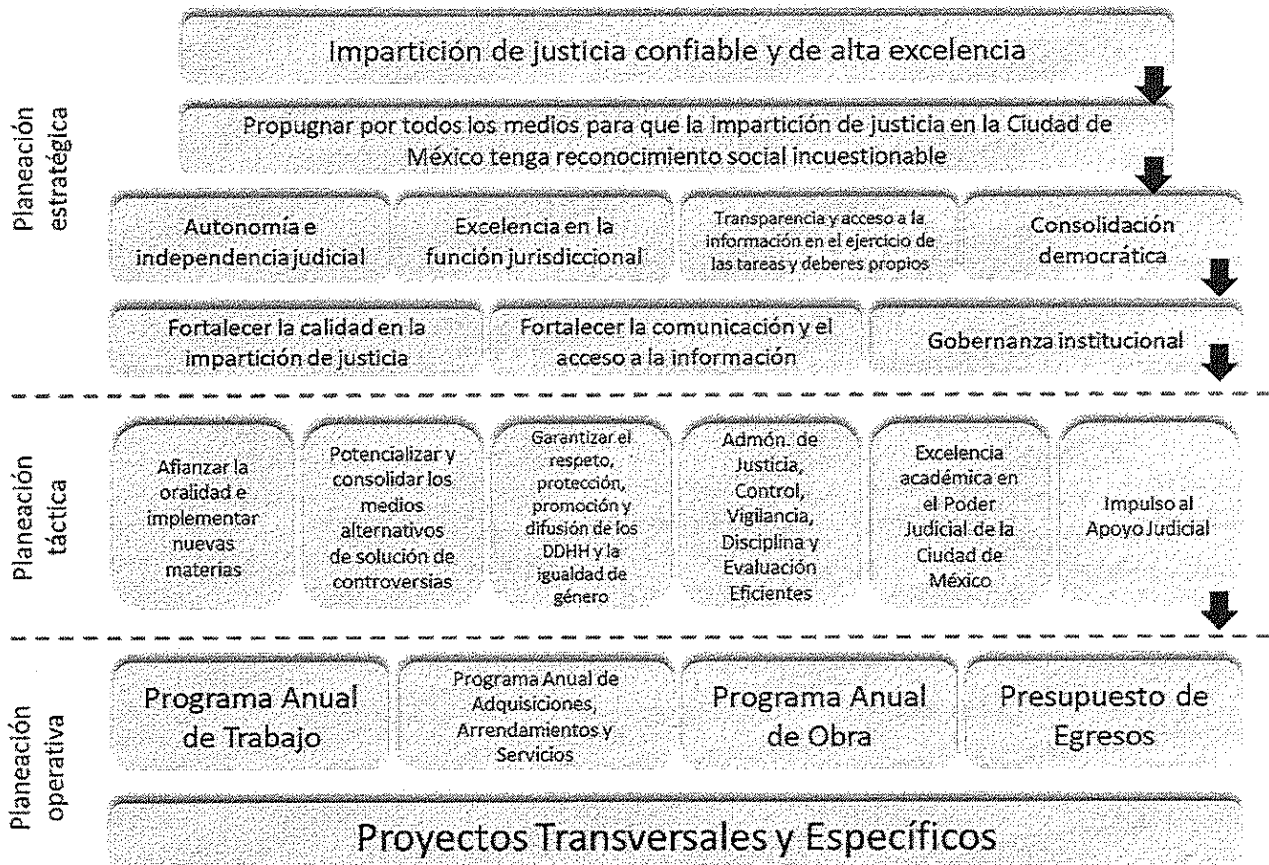 Planeación
estratégica
Impartición de justicia confiable y de alta excelencia
Propugnar por todos los medios para que la impartición de justicia en la Ciudad de
México tenga reconocimiento social incuestionable
Autonomía e
independencia judicial
Excelencia en la
función jurisdiccional
Transparencia y acceso a la
información en el ejercicio de
las tareas y deberes propios
Consolidación
democrática
Fortalecer la calidad en la
impartición de justicia
Fortalecer la comunicación y el
acceso a la información
Gobernanza institucional
Planeación
táctica
Afianzar la
oralidad e
implementar
nuevas
materias
Potencializar y
consolidar los
medios
alternativos
de solución de
controversias
Garantizar el
respeto,
protección,
promoción y
difusión de los
DDHH y la
igualdad de
género
Admón. de
Justicia,
Control,
Vigilancia,
Disciplina y
Evaluación
Eficientes
Excelencia
académica en
el Poder
Judicial de la
Ciudad de
México
Impulso al
Apoyo Judicial
Planeación
operativa
Programa Anual
de Trabajo
Programa Anual de
Adquisiciones,
Arrendamientos y
Servicios
Programa Anual
de Obra
Presupuesto de
Egresos
Proyectos Transversales y Específicos